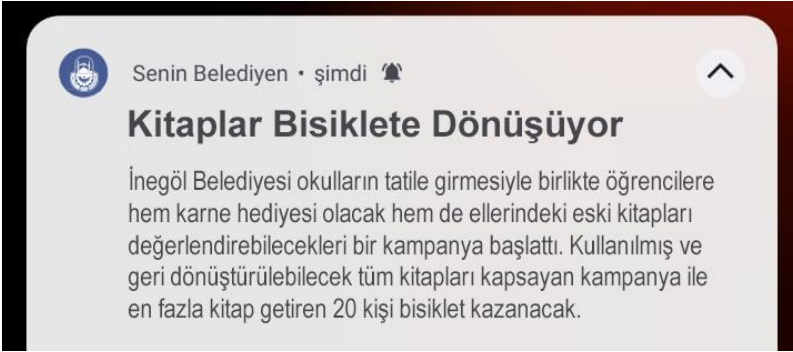 Senin Belediyen • şimdi
Kitaplar Bisiklete Dönüşüyor
İnegöl Belediyesi okulların tatile girmesiyle birlikte öğrencilere
hem karne hediyesi olacak hem de ellerindeki eski kitapları
değerlendirebilecekleri bir kampanya başlattı. Kullanılmış ve
geri dönüştürülebilecek tüm kitapları kapsayan kampanya ile
en fazla kitap getiren 20 kişi bisiklet kazanacak.